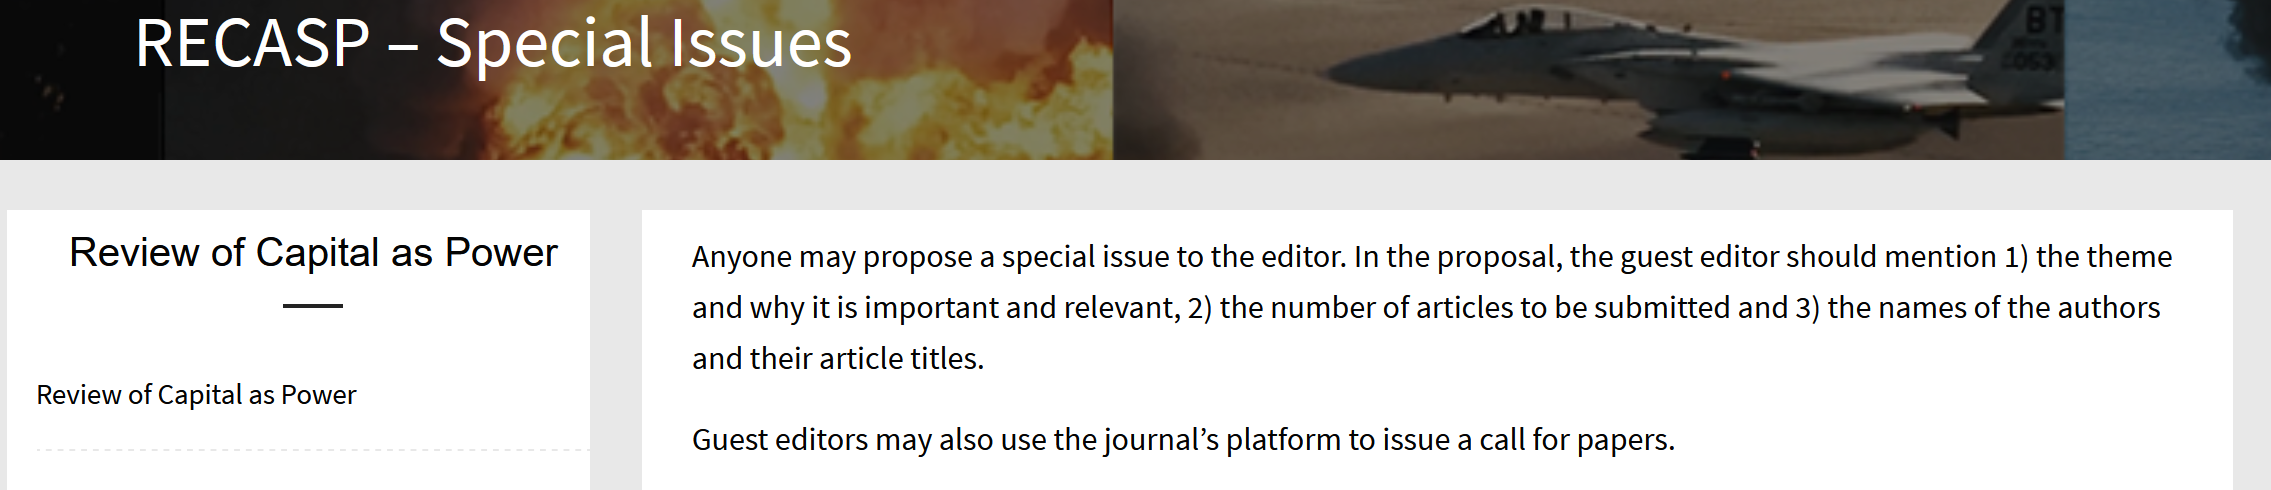 RECASP – Special Issues
BT
Review of Capital as Power
Review of Capital as Power
Anyone may propose a special issue to the editor. In the proposal, the guest editor should mention 1) the theme
and why it is important and relevant, 2) the number of articles to be submitted and 3) the names of the authors
and their article titles.
Guest editors may also use the journal’s platform to issue a call for papers.